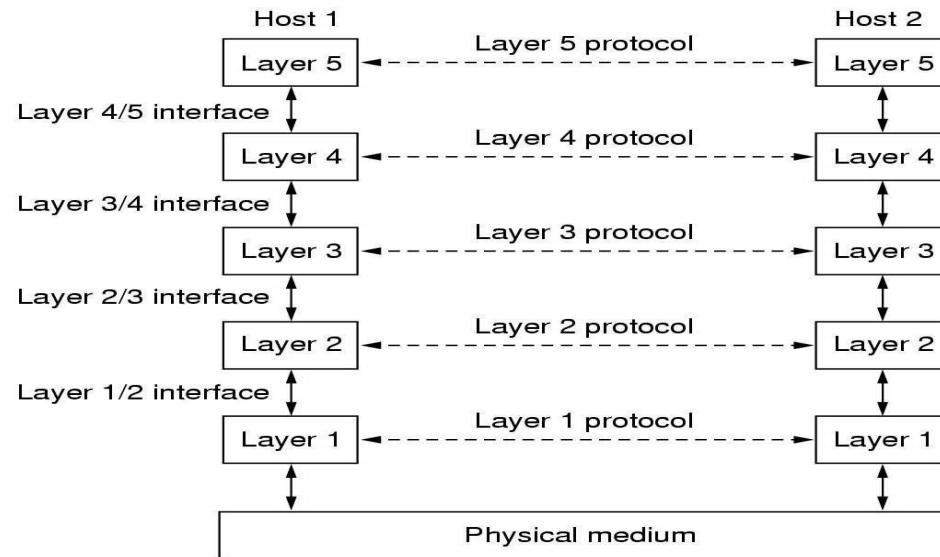 Host 1
Host 2
Layer 5 protocol
Layer 5
Layer 5
Layer 4/5 interface
Layer 4 protocol
Layer 4
Layer 4
Layer 3/4 interface
Layer 3 protocol
Layer 3
Layer 3
Layer 2/3 interface
Layer 2 protocol
Layer 2
Layer 2
Layer 1/2 interface
Layer 1 protocol
Layer 1
Layer 1
Physical medium